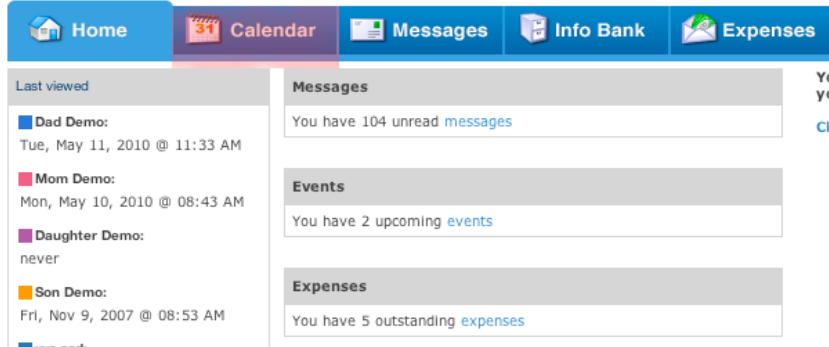 Home
31 Calendar
Messages
Info Bank
Expenses
Last viewed
Dad Demo:
Tue, May 11, 2010 @ 11:33 AM
Mom Demo:
Mon, May 10, 2010 @ 08:43 AM
Daughter Demo:
never
Son Demo:
Fri, Nov 9, 2007 @ 08:53 AM
Messages
You have 104 unread messages
Events
You have 2 upcoming events
Expenses
You have 5 outstanding expenses